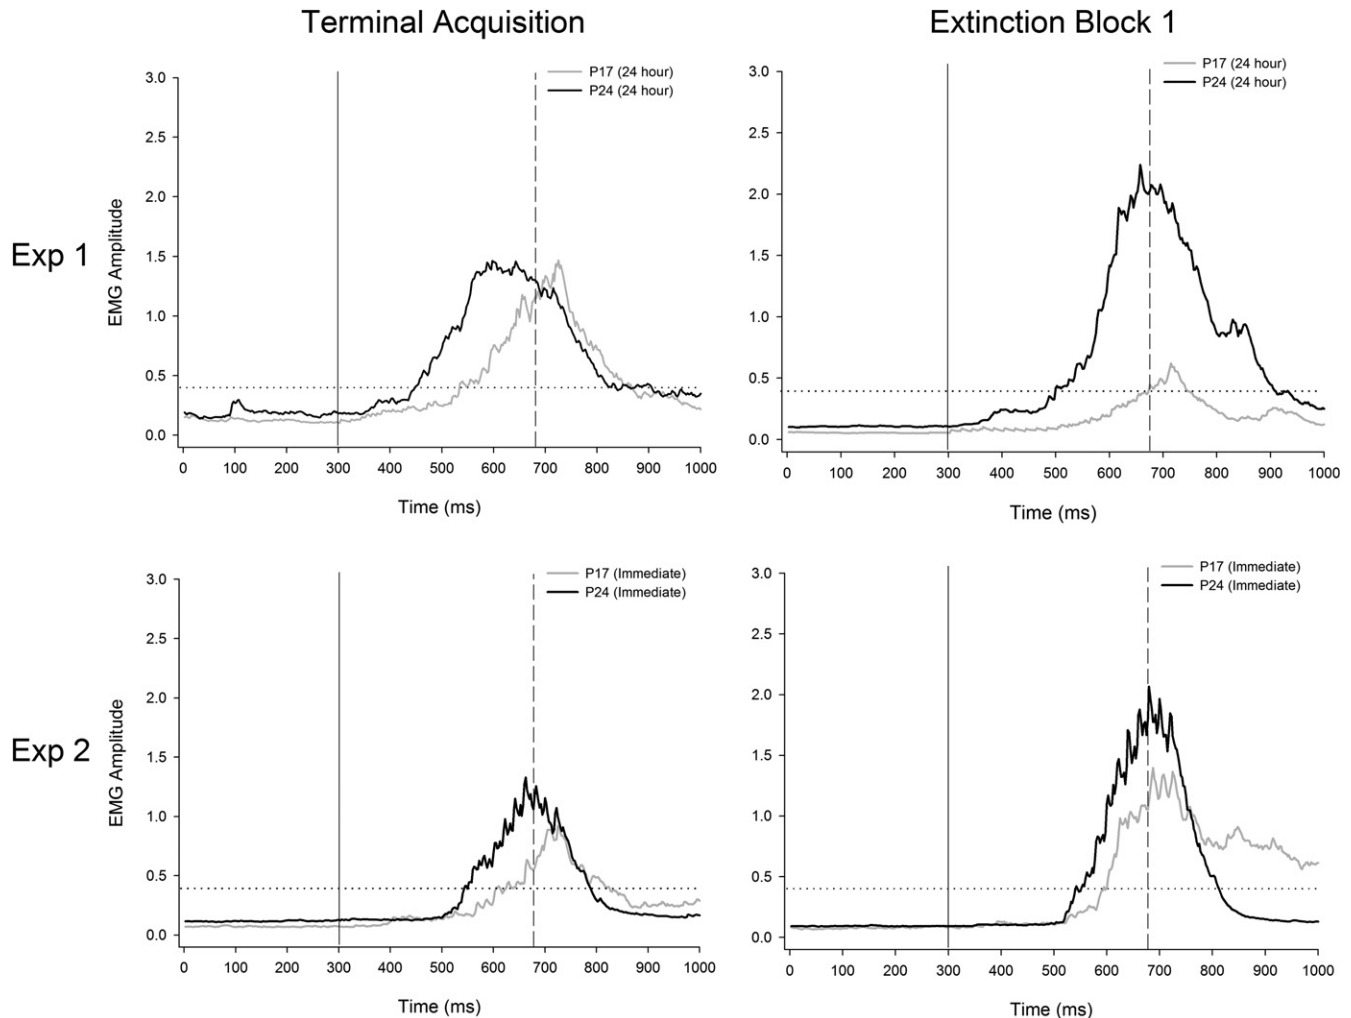 Terminal Acquisition
Extinction Block 1
Exp 1
EMG Amplitude
3.0
2.5
2.0
1.5
1.0
0.5
0.0
P17 (24 hour)
P24 (24 hour)
0 100 200 300 400 500 600 700 800 900 1000
Time (ms)
3.0
2.5
2.0
1.5
1.0
0.5
0.0
P17 (24 hour)
P24 (24 hour)
0 100 200 300 400 500 600 700 800 900 1000
Time (ms)
Exp 2
EMG Amplitude
3.0
2.5
2.0
1.5
1.0
0.5
0.0
P17 (Immediate)
P24 (Immediate)
0 100 200 300 400 500 600 700 800 900 1000
Time (ms)
3.0
2.5
2.0
1.5
1.0
0.5
0.0
P17 (Immediate)
P24 (Immediate)
0 100 200 300 400 500 600 700 800 900 1000
Time (ms)